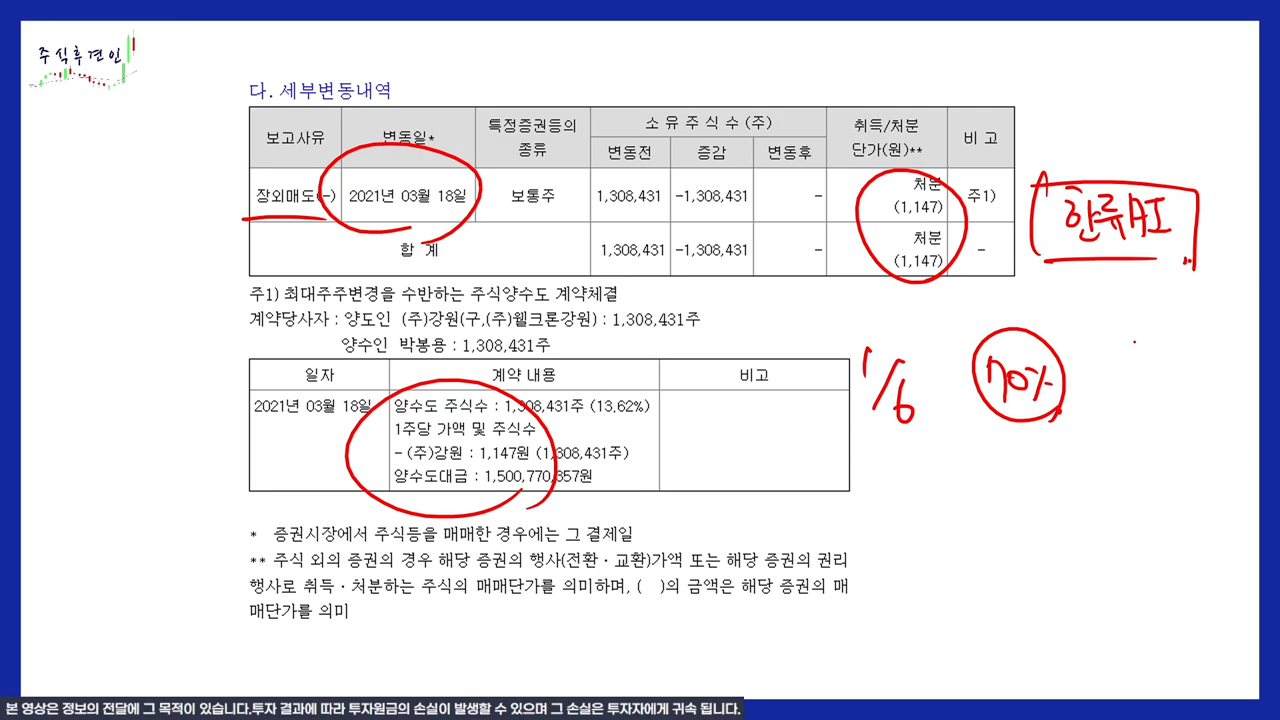 주식후견인
다. 세부변동내역
보고사유 변동일* 특정증권등의 종류 소 유 주 식 수 (주) 취득/처분 단가(원)** 비 고
변동전 증감 변동후
장외매도(-) 2021년 03월 18일 보통주 1,308,431 -1,308,431 - 처분 (1,147) 주1)
합 계 1,308,431 -1,308,431 - 처분 (1,147) -
한류AI
주1) 최대주주변경을 수반하는 주식양수도 계약체결
계약당사자 : 양도인 (주)강원(구,(주)웰크론강원) : 1,308,431주
양수인 박봉용 : 1,308,431주
일자 계약 내용 비고
2021년 03월 18일 양수도 주식수 : 1,308,431주 (13.62%)
1주당 가액 및 주식수
- (주)강원 : 1,147원 (1,308,431주)
양수도대금 : 1,500,770,357원
1/6
70%
* 증권시장에서 주식등을 매매한 경우에는 그 결제일
** 주식 외의 증권의 경우 해당 증권의 행사(전환·교환)가액 또는 해당 증권의 권리
행사로 취득·처분하는 주식의 매매단가를 의미하며, ( )의 금액은 해당 증권의 매
매단가를 의미
본 영상은 정보의 전달에 그 목적이 있습니다.투자 결과에 따라 투자원금의 손실이 발생할 수 있으며 그 손실은 투자자에게 귀속 됩니다.